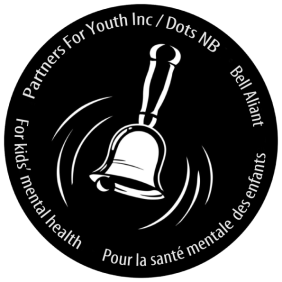 Partners For Youth Inc / Dots NB
Bell Aliant
For kids' mental health
Pour la santé mentale des enfants